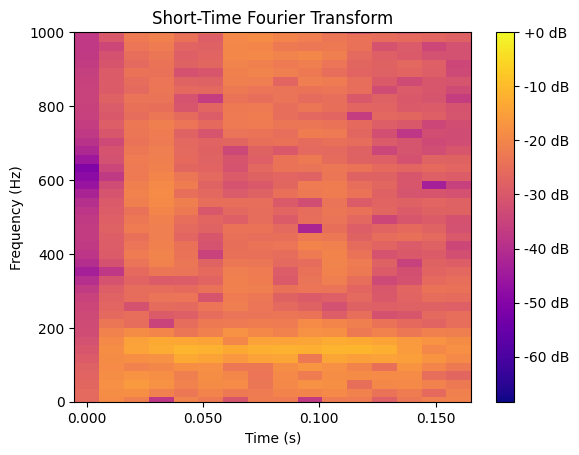 Short-Time Fourier Transform
Frequency (Hz)
1000
800
600
400
200
0
0.000
0.050
0.100
0.150
Time (s)
+0 dB
-10 dB
-20 dB
-30 dB
-40 dB
-50 dB
-60 dB